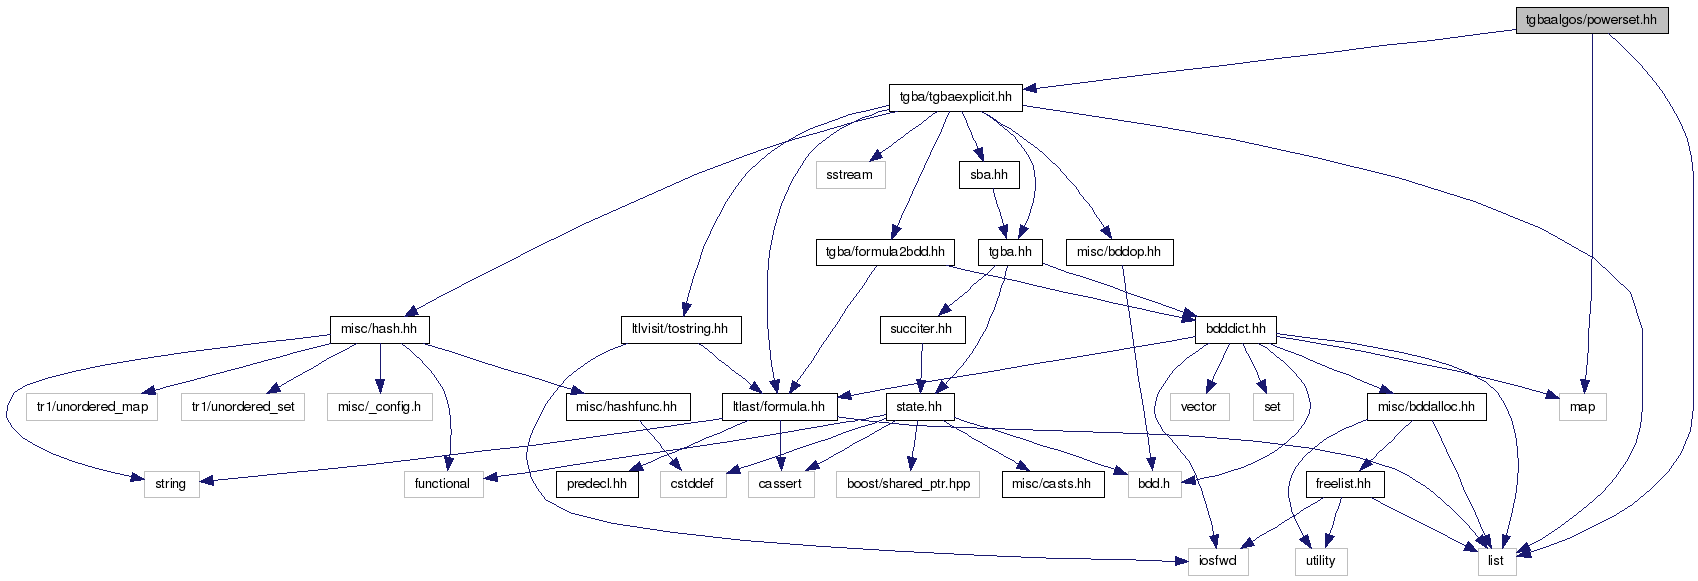 tgbaalgos/powerset.hh
tgba/tgbaexplicit.hh
sstream
sba.hh
tgba/formula2bdd.hh
tgba.hh
misc/bddop.hh
misc/hash.hh
ltlvisit/tostring.hh
succiter.hh
bdddict.hh
tr1/unordered_map
tr1/unordered_set
misc/_config.h
misc/hashfunc.hh
ltlast/formula.hh
state.hh
vector
set
misc/bddalloc.hh
map
string
functional
predecl.hh
cstddef
cassert
boost/shared_ptr.hpp
misc/casts.hh
bdd.h
freelist.hh
iosfwd
utility
list